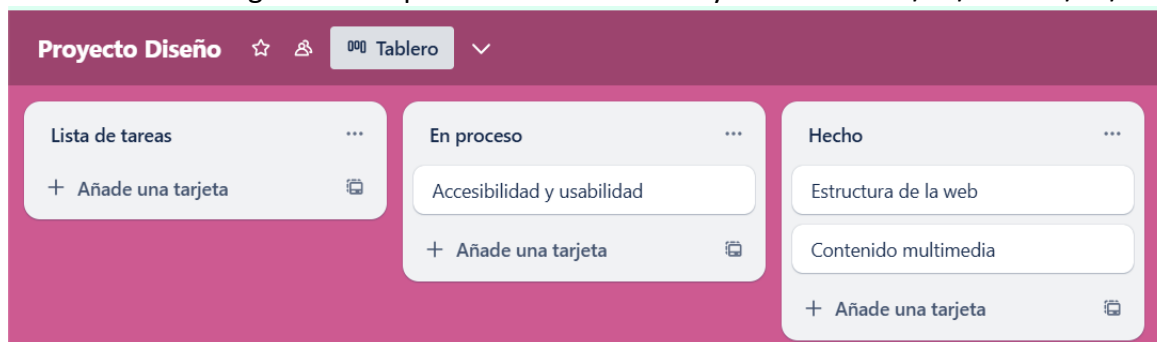 Proyecto Diseño Tablero
Lista de tareas
+ Añade una tarjeta
En proceso
Accesibilidad y usabilidad
+ Añade una tarjeta
Hecho
Estructura de la web
Contenido multimedia
+ Añade una tarjeta